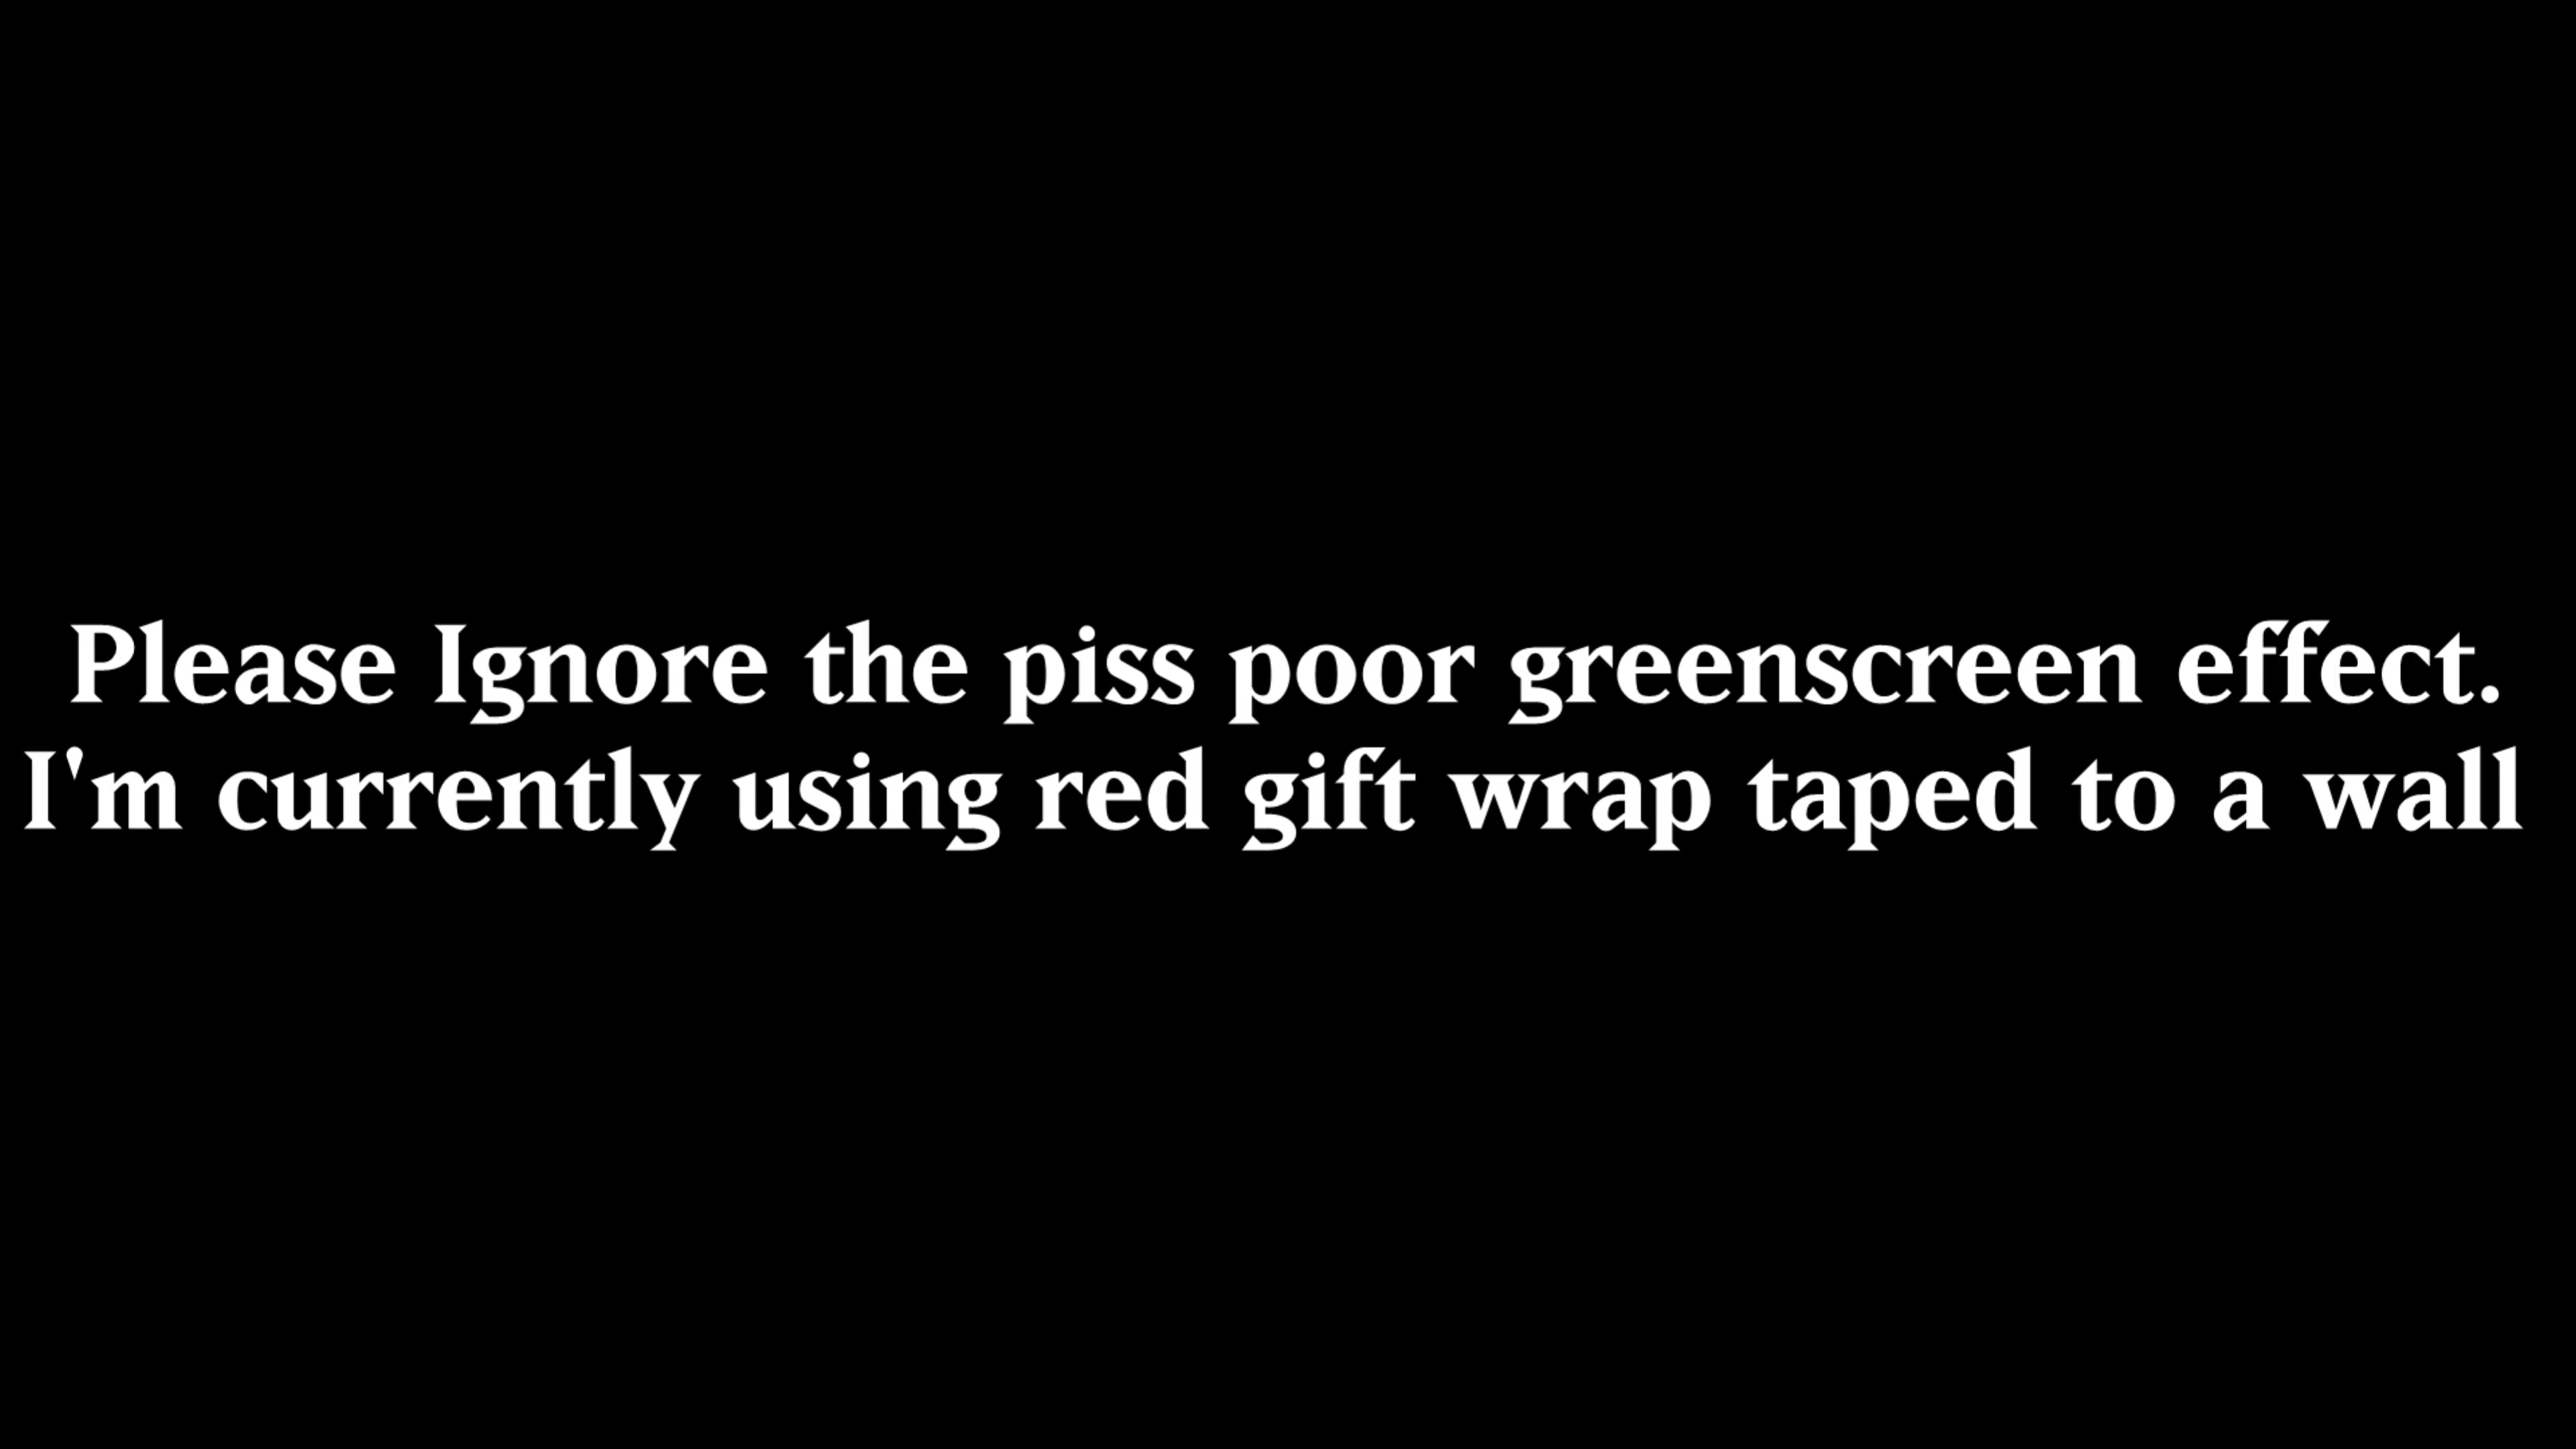 Please Ignore the piss poor greenscreen effect.
I'm currently using red gift wrap taped to a wall